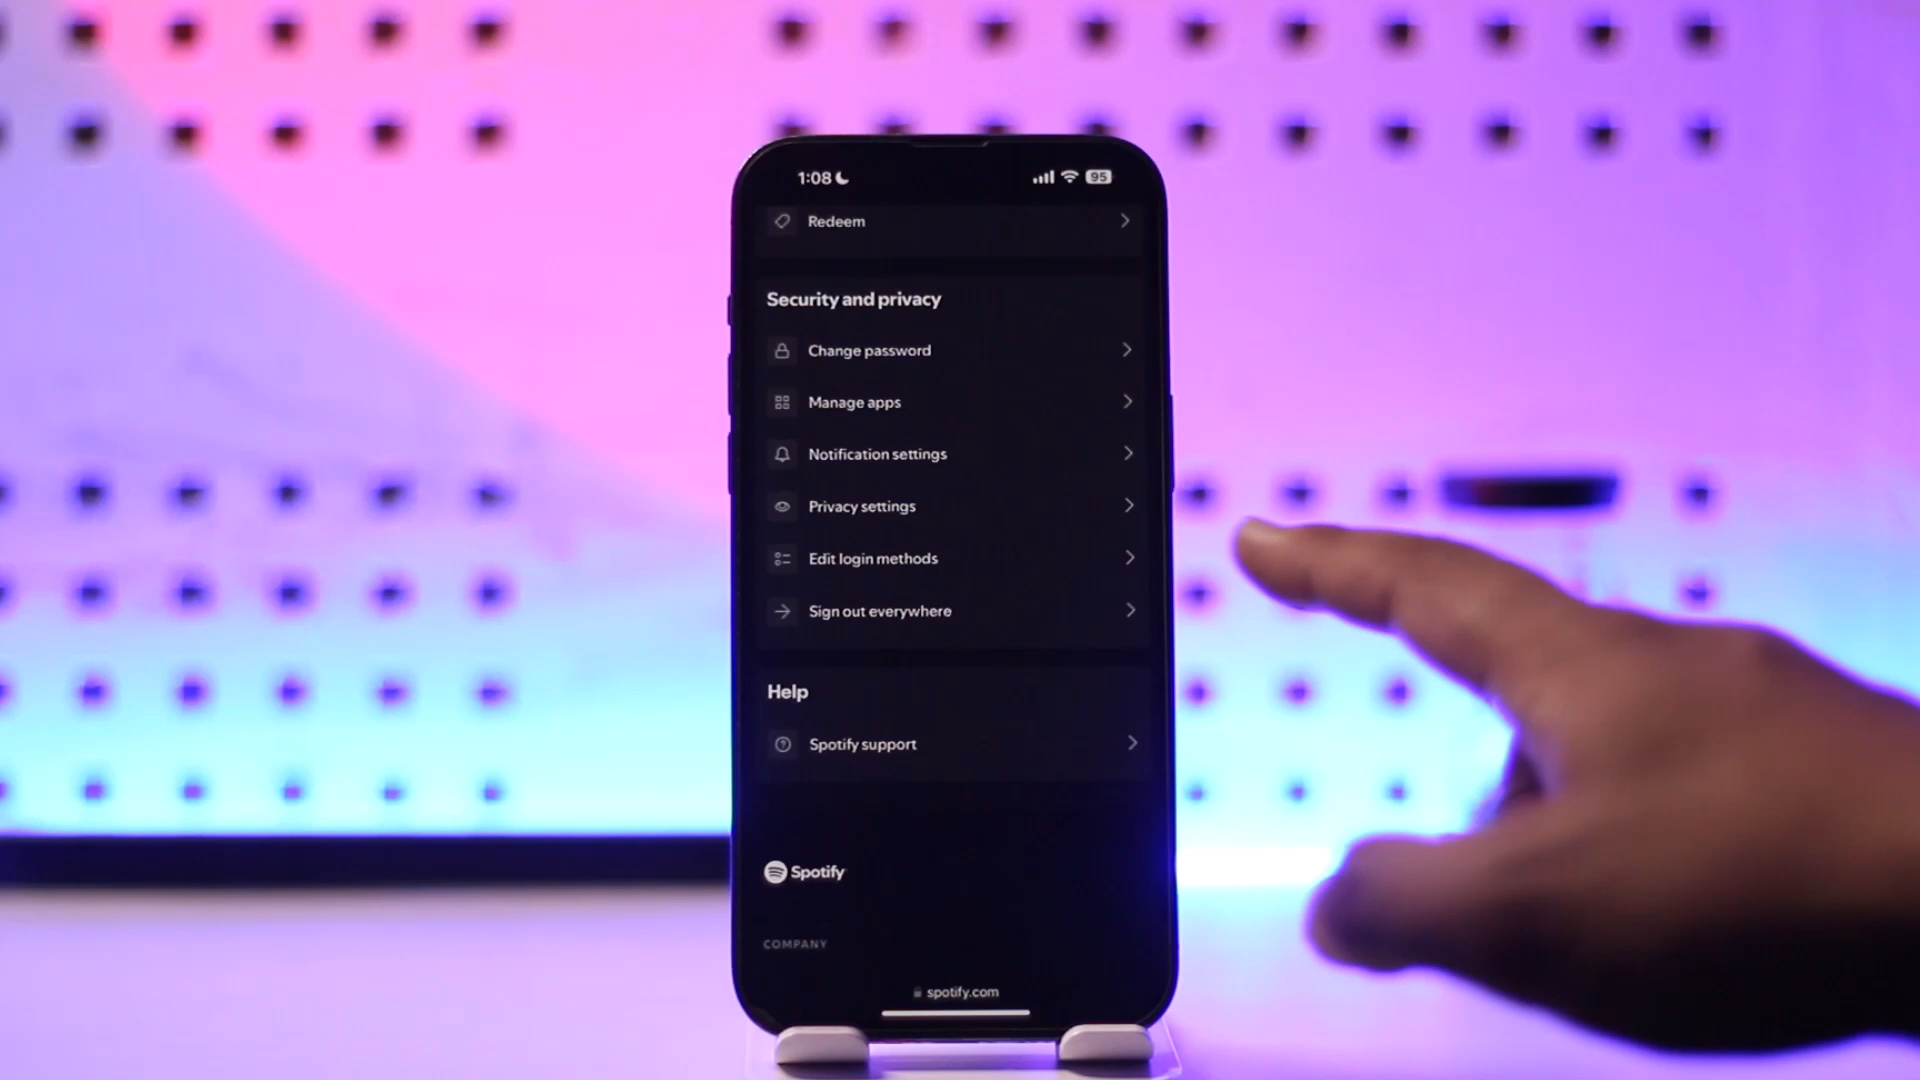 1:08
95
Redeem
Security and privacy
Change password
Manage apps
Notification settings
Privacy settings
Edit login methods
Sign out everywhere
Help
Spotify support
Spotify
COMPANY
spotify.com